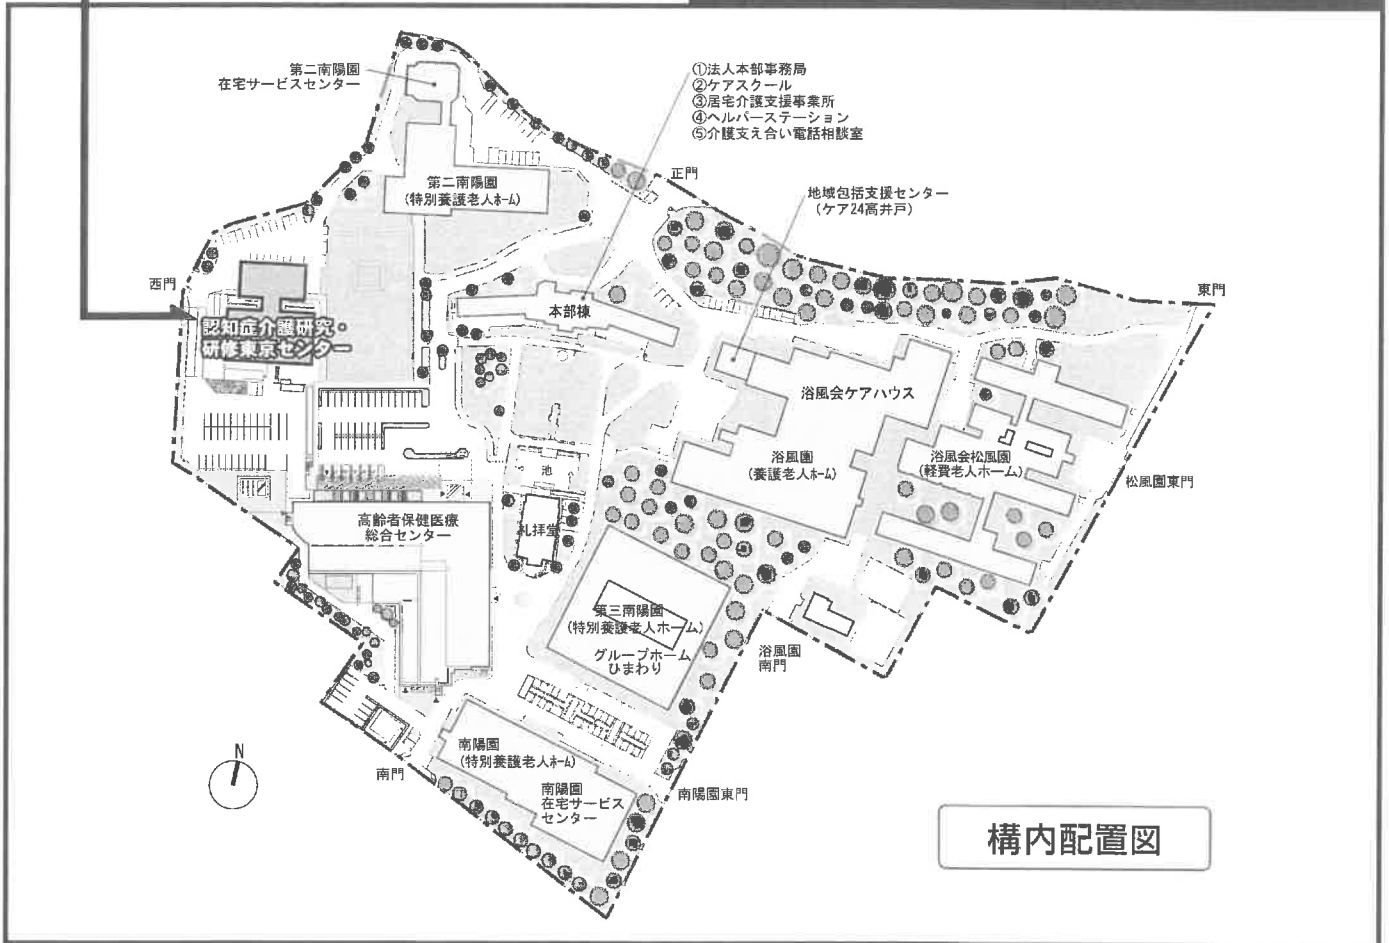 第二南陽園
在宅サービスセンター
①法人本部事務局
②ケアスクール
③居宅介護支援事業所
④ヘルパーステーション
⑤介護支え合い電話相談室
正門
第二南陽園
(特別養護老人ホーム)
地域包括支援センター
(ケア24高井戸)
西門
東門
本部棟
認知症介護研究・
研修東京センター
浴風会ケアハウス
浴風園
(養護老人ホーム)
浴風会松風園
(軽費老人ホーム)
松風園東門
池
礼拝堂
高齢者保健医療
総合センター
第三南陽園
(特別養護老人ホーム)
グループホーム
ひまわり
浴風園
南門
N
南陽園
(特別養護老人ホーム)
南門
南陽園
在宅サービス
センター
南陽園東門
構内配置図